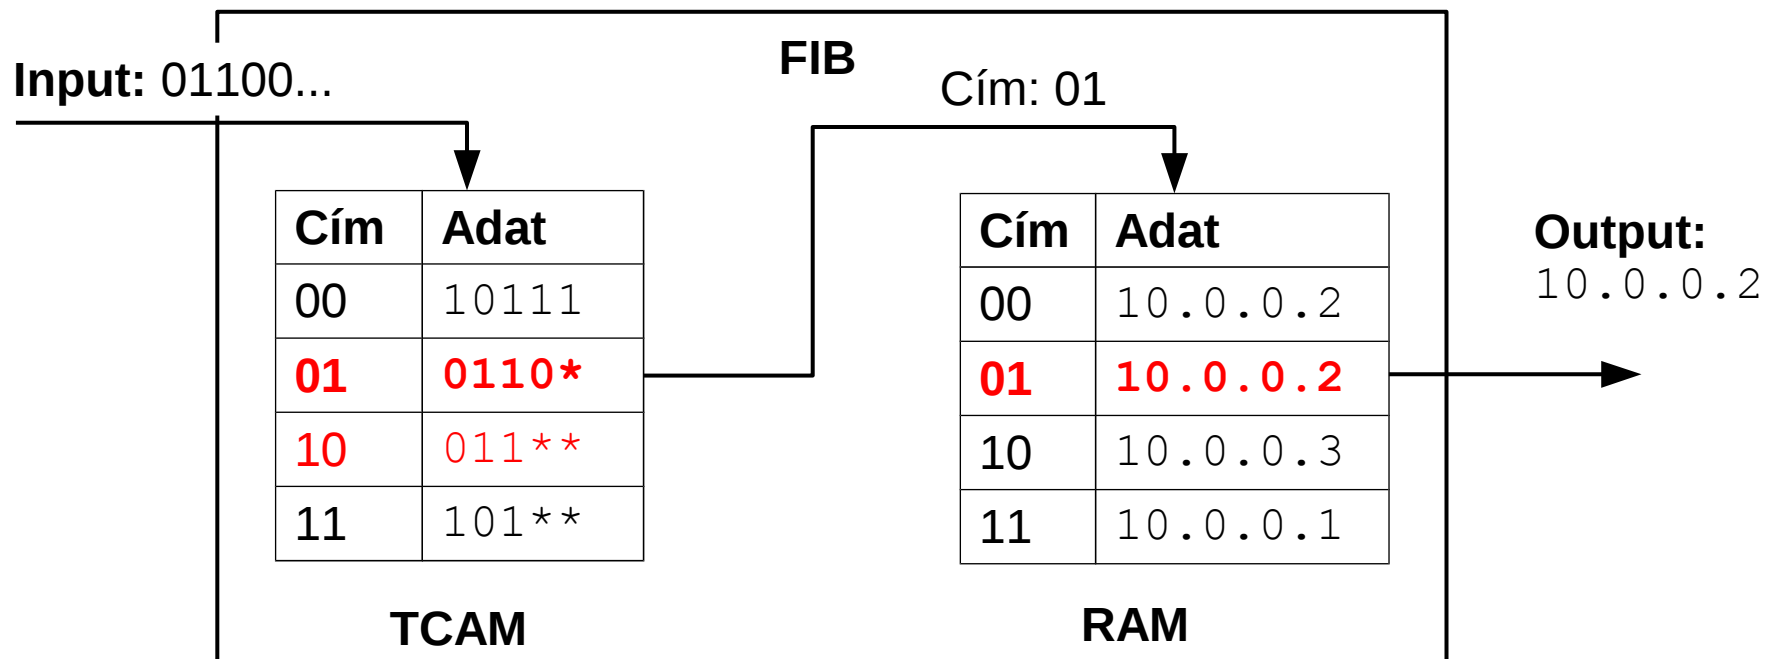 FIB
Input: 01100...
Cím: 01
Cím Adat
00 10111
01 0110*
10 011**
11 101**
TCAM
Cím Adat
00 10.0.0.2
01 10.0.0.2
10 10.0.0.3
11 10.0.0.1
RAM
Output:
10.0.0.2